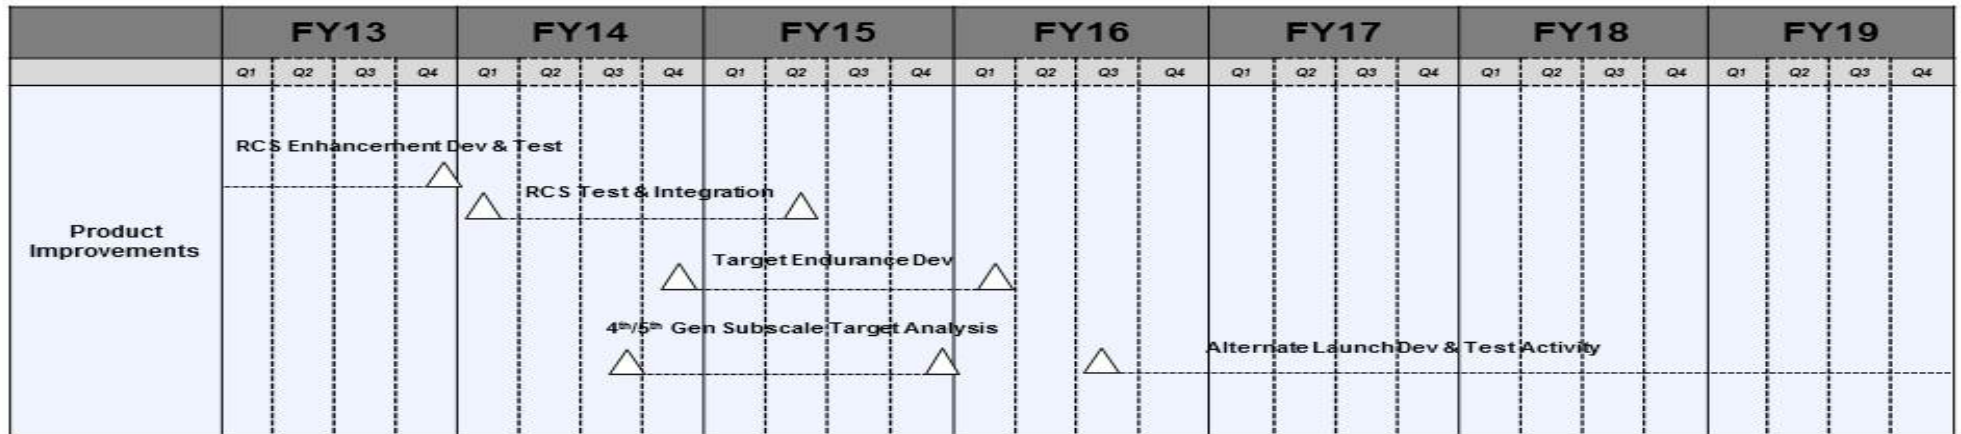 FY13 FY14 FY15 FY16 FY17 FY18 FY19
Q1 Q2 Q3 Q4 Q1 Q2 Q3 Q4 Q1 Q2 Q3 Q4 Q1 Q2 Q3 Q4 Q1 Q2 Q3 Q4 Q1 Q2 Q3 Q4 Q1 Q2 Q3 Q4
Product
Improvements
RCS Enhancement Dev & Test
RCS Test & Integration
Target Endurance Dev
4th/5th Gen Subscale Target Analysis
Alternate Launch Dev & Test Activity